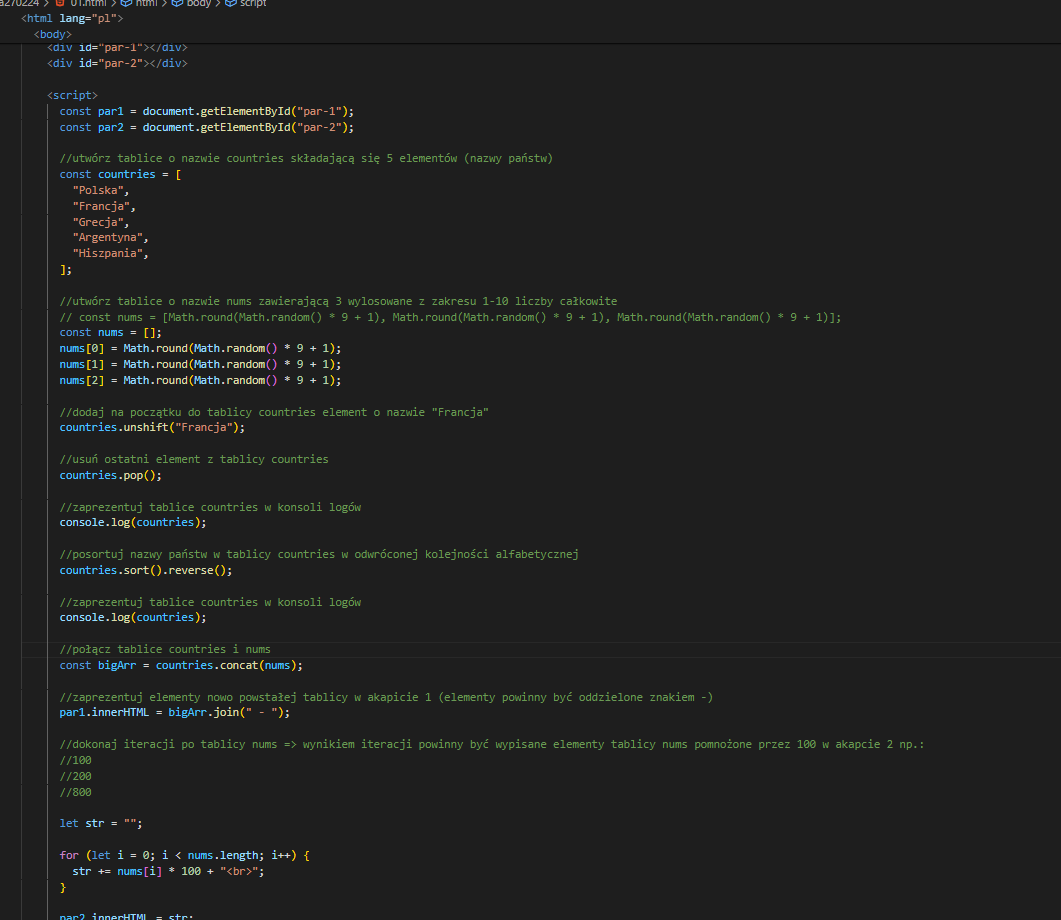 a270224 > 01.html > html > body > script
<html lang="pl">
<body>
<div id="par-1"></div>
<div id="par-2"></div>
<script>
const par1 = document.getElementById("par-1");
const par2 = document.getElementById("par-2");
//utwórz tablice o nazwie countries składającą się 5 elementów (nazwy państw)
const countries = [
"Polska",
"Francja",
"Grecja",
"Argentyna",
"Hiszpania",
];
//utwórz tablice o nazwie nums zawierającą 3 wylosowane z zakresu 1-10 liczby całkowite
// const nums = [Math.round(Math.random() * 9 + 1), Math.round(Math.random() * 9 + 1), Math.round(Math.random() * 9 + 1)];
const nums = [];
nums[0] = Math.round(Math.random() * 9 + 1);
nums[1] = Math.round(Math.random() * 9 + 1);
nums[2] = Math.round(Math.random() * 9 + 1);
//dodaj na początku do tablicy countries element o nazwie "Francja"
countries.unshift("Francja");
//usuń ostatni element z tablicy countries
countries.pop();
//zaprezentuj tablice countries w konsoli logów
console.log(countries);
//posortuj nazwy państw w tablicy countries w odwróconej kolejności alfabetycznej
countries.sort().reverse();
//zaprezentuj tablice countries w konsoli logów
console.log(countries);
//połącz tablice countries i nums
const bigArr = countries.concat(nums);
//zaprezentuj elementy nowo powstałej tablicy w akapicie 1 (elementy powinny być oddzielone znakiem -)
par1.innerHTML = bigArr.join(" - ");
//dokonaj iteracji po tablicy nums => wynikiem iteracji powinny być wypisane elementy tablicy nums pomnożone przez 100 w akapcie 2 np.:
//100
//200
//800
let str = "";
for (let i = 0; i < nums.length; i++) {
str += nums[i] * 100 + "<br>";
}
par2.innerHTML = str;